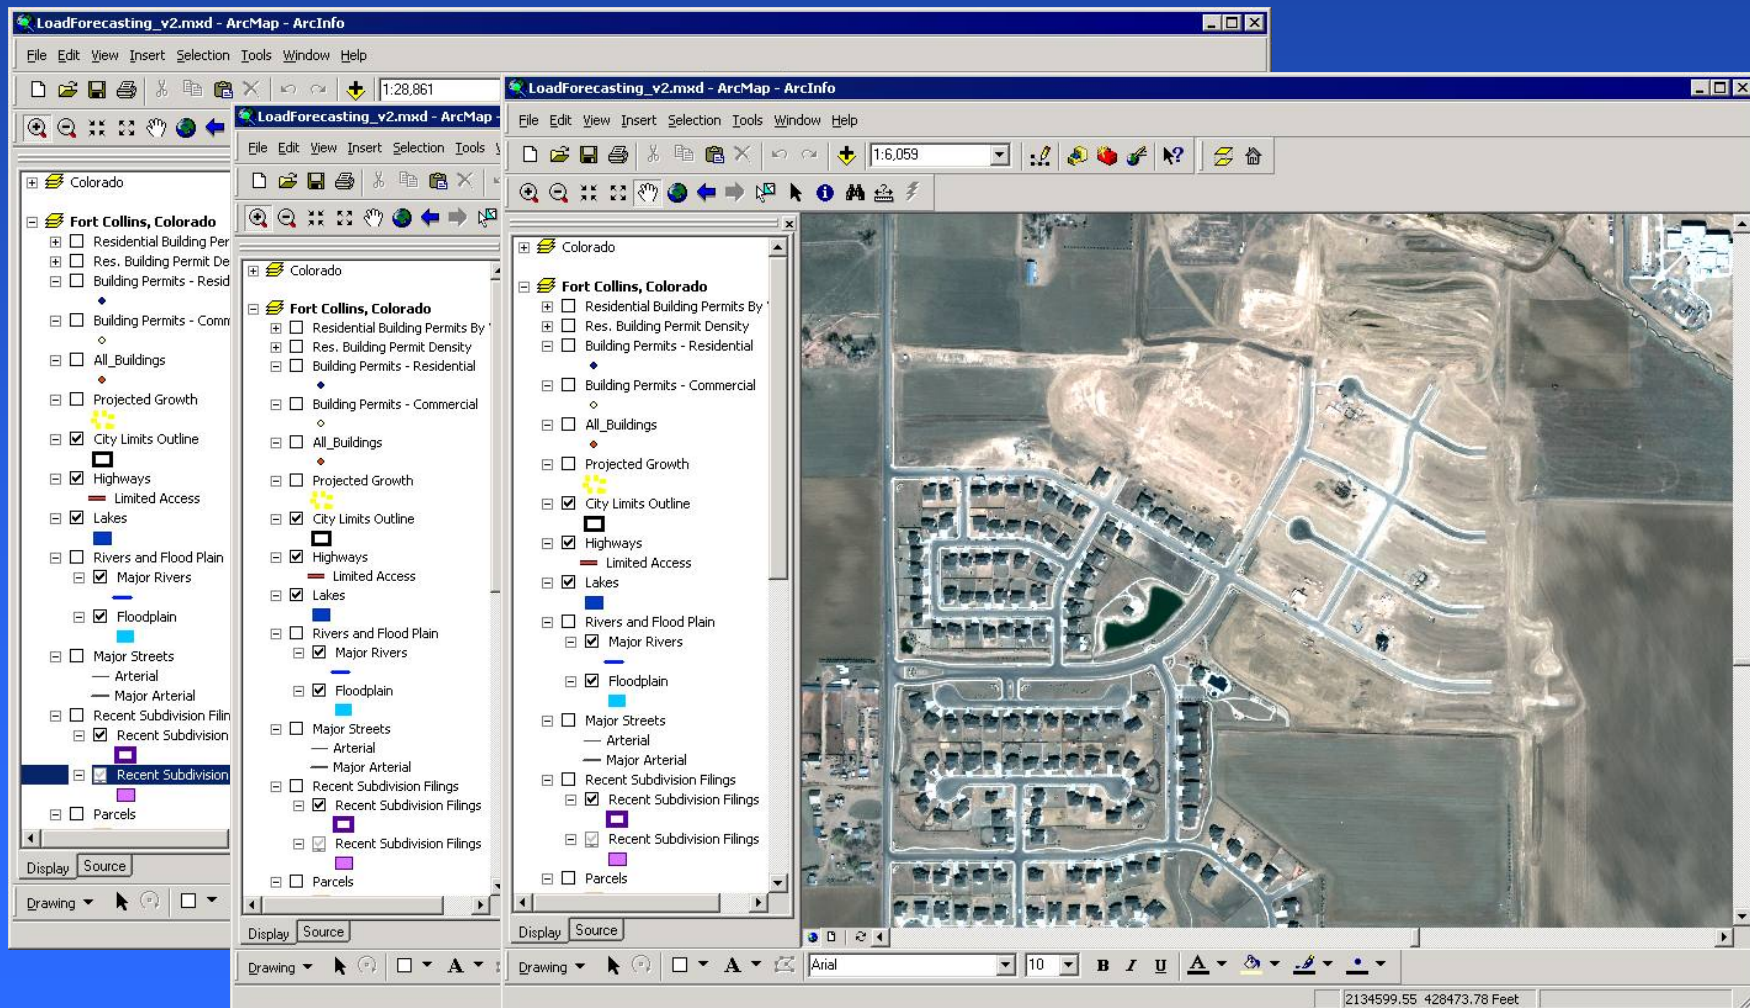 LoadForecasting_v2.mxd - ArcMap - ArcInfo
File Edit View Insert Selection Tools Window Help
1:28,861
Colorado
Fort Collins, Colorado
Residential Building Per
Res. Building Permit De
Building Permits - Resid
Building Permits - Comm
All_Buildings
Projected Growth
City Limits Outline
Highways
Limited Access
Lakes
Rivers and Flood Plain
Major Rivers
Floodplain
Major Streets
Arterial
Major Arterial
Recent Subdivision Filin
Recent Subdivision
Recent Subdivision
Parcels
Display Source
Drawing
LoadForecasting_v2.mxd - ArcMap -
File Edit View Insert Selection Tools
Colorado
Fort Collins, Colorado
Residential Building Permits By
Res. Building Permit Density
Building Permits - Residential
Building Permits - Commercial
All_Buildings
Projected Growth
City Limits Outline
Highways
Limited Access
Lakes
Rivers and Flood Plain
Major Rivers
Floodplain
Major Streets
Arterial
Major Arterial
Recent Subdivision Filings
Recent Subdivision Filings
Recent Subdivision Filings
Parcels
Display Source
Drawing A
LoadForecasting_v2.mxd - ArcMap - ArcInfo
File Edit View Insert Selection Tools Window Help
1:6,059
Colorado
Fort Collins, Colorado
Residential Building Permits By
Res. Building Permit Density
Building Permits - Residential
Building Permits - Commercial
All_Buildings
Projected Growth
City Limits Outline
Highways
Limited Access
Lakes
Rivers and Flood Plain
Major Rivers
Floodplain
Major Streets
Arterial
Major Arterial
Recent Subdivision Filings
Recent Subdivision Filings
Recent Subdivision Filings
Parcels
Display Source
Drawing A Arial 10 B I U A
2134599.55 428473.78 Feet